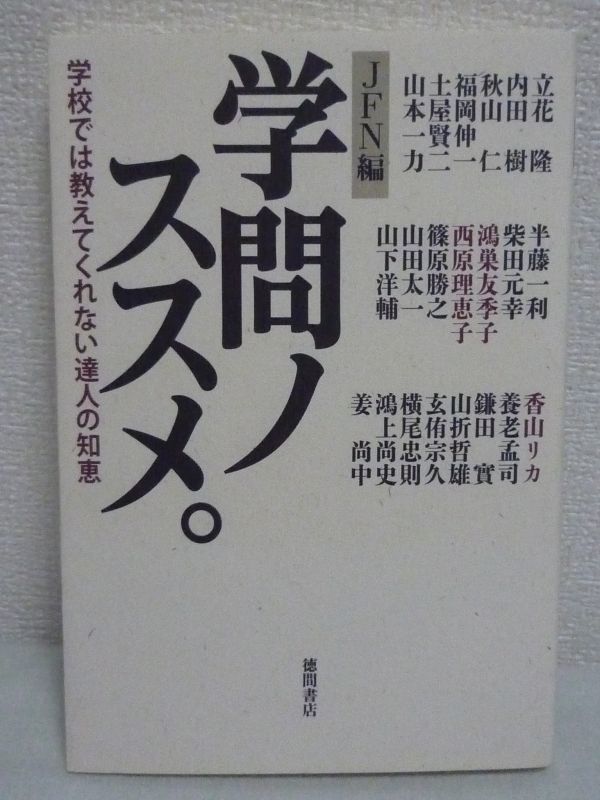 立花 隆
内田 樹
秋山 仁
福岡伸一
土屋賢二
山本一力
半藤一利
柴田元幸
鴻巣友季子
西原理恵子
篠原勝之
山田太一
山下洋輔
香山リカ
養老孟司
鎌田 實
山折哲雄
玄侑宗久
横尾忠則
鴻上尚史
姜 尚中
JFN編
学問ノ
ススメ。
学校では教えてくれない達人の知恵
徳間書店